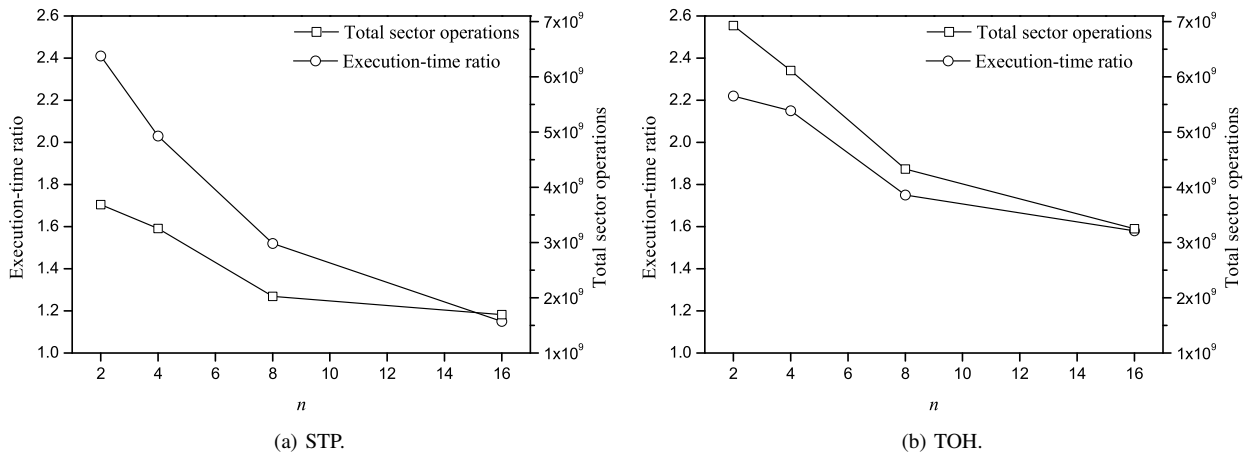 2.6
2.4
2.2
2.0
1.8
1.6
1.4
1.2
1.0
Execution-time ratio
Total sector operations
Execution-time ratio
7x10⁹
6x10⁹
5x10⁹
4x10⁹
3x10⁹
2x10⁹
1x10⁹
Total sector operations
2 4 6 8 10 12 14 16
n
(a) STP.
2.6
2.4
2.2
2.0
1.8
1.6
1.4
1.2
1.0
Execution-time ratio
Total sector operations
Execution-time ratio
7x10⁹
6x10⁹
5x10⁹
4x10⁹
3x10⁹
2x10⁹
1x10⁹
Total sector operations
2 4 6 8 10 12 14 16
n
(b) TOH.